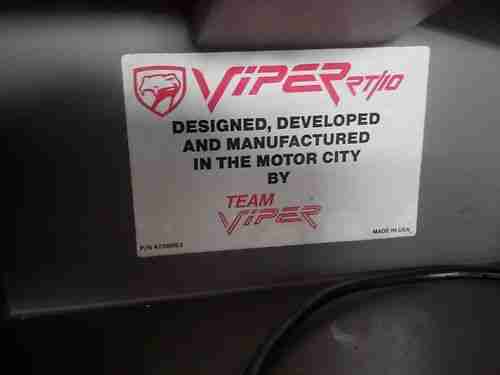 VIPER RT/10
DESIGNED, DEVELOPED
AND MANUFACTURED
IN THE MOTOR CITY
BY
TEAM
VIPER
MADE IN USA